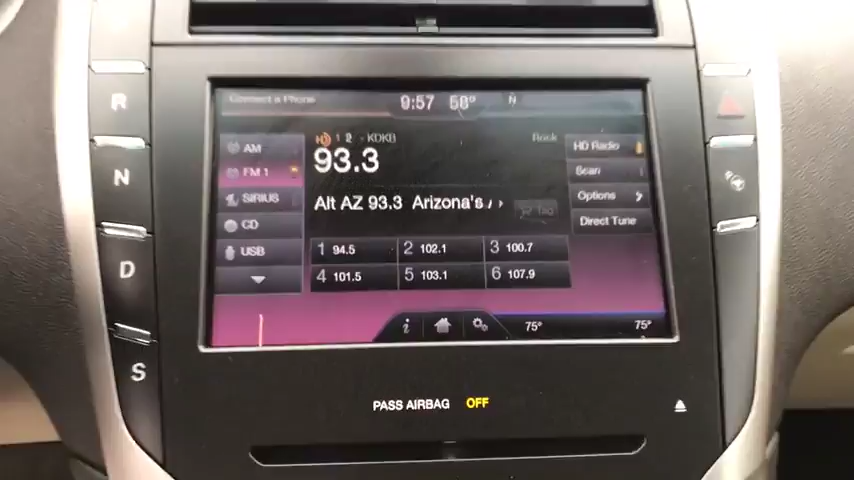 Connect a Phone 9:57 58° N
R
N
D
S
AM
FM 1
SIRIUS
CD
USB
HD 1 2 - KDKB Rock
93.3
Alt AZ 93.3 Arizona's
Tag
1 94.5 2 102.1 3 100.7
4 101.5 5 103.1 6 107.9
HD Radio
Scan
Options
Direct Tune
i 75° 75°
PASS AIRBAG OFF